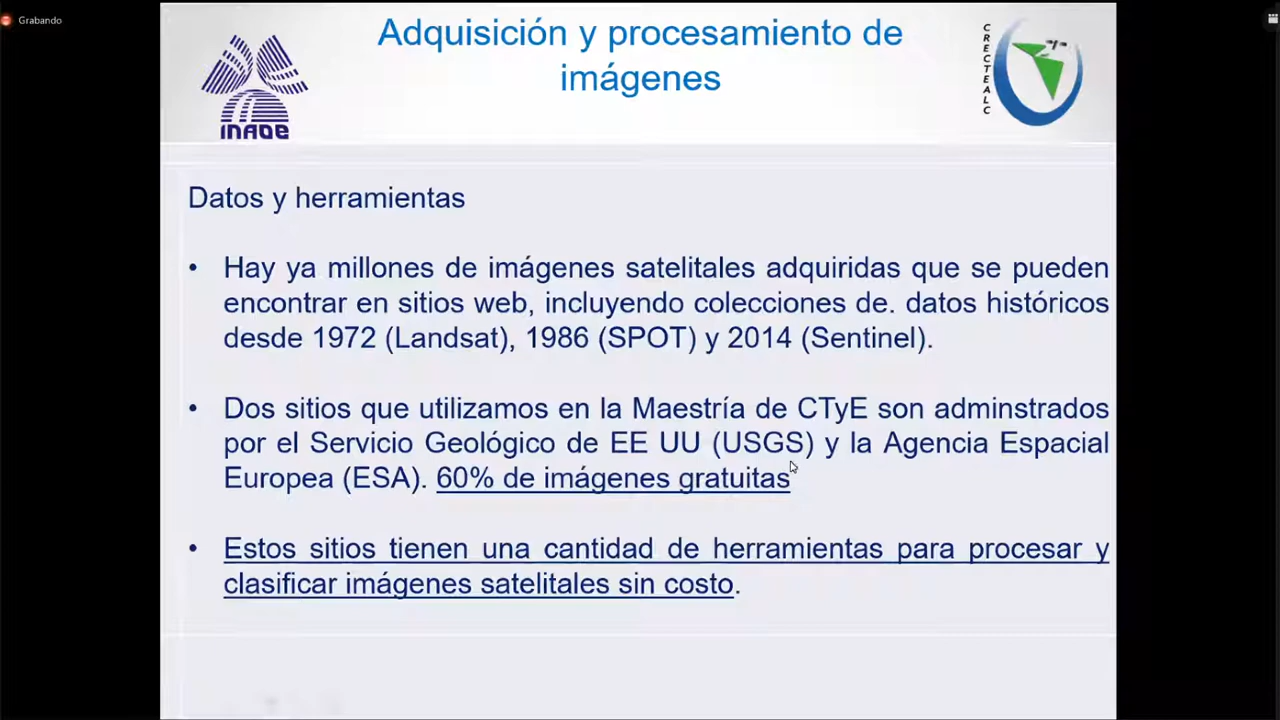 Grabando
Adquisición y procesamiento de
imágenes
INAOE
CRECTEALC
Datos y herramientas
• Hay ya millones de imágenes satelitales adquiridas que se pueden
encontrar en sitios web, incluyendo colecciones de. datos históricos
desde 1972 (Landsat), 1986 (SPOT) y 2014 (Sentinel).
• Dos sitios que utilizamos en la Maestría de CTyE son adminstrados
por el Servicio Geológico de EE UU (USGS) y la Agencia Espacial
Europea (ESA). 60% de imágenes gratuitas
• Estos sitios tienen una cantidad de herramientas para procesar y
clasificar imágenes satelitales sin costo.